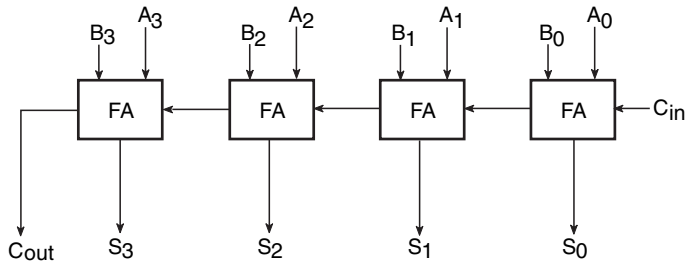 B3 A3 B2 A2 B1 A1 B0 A0
FA FA FA FA Cin
Cout S3 S2 S1 S0